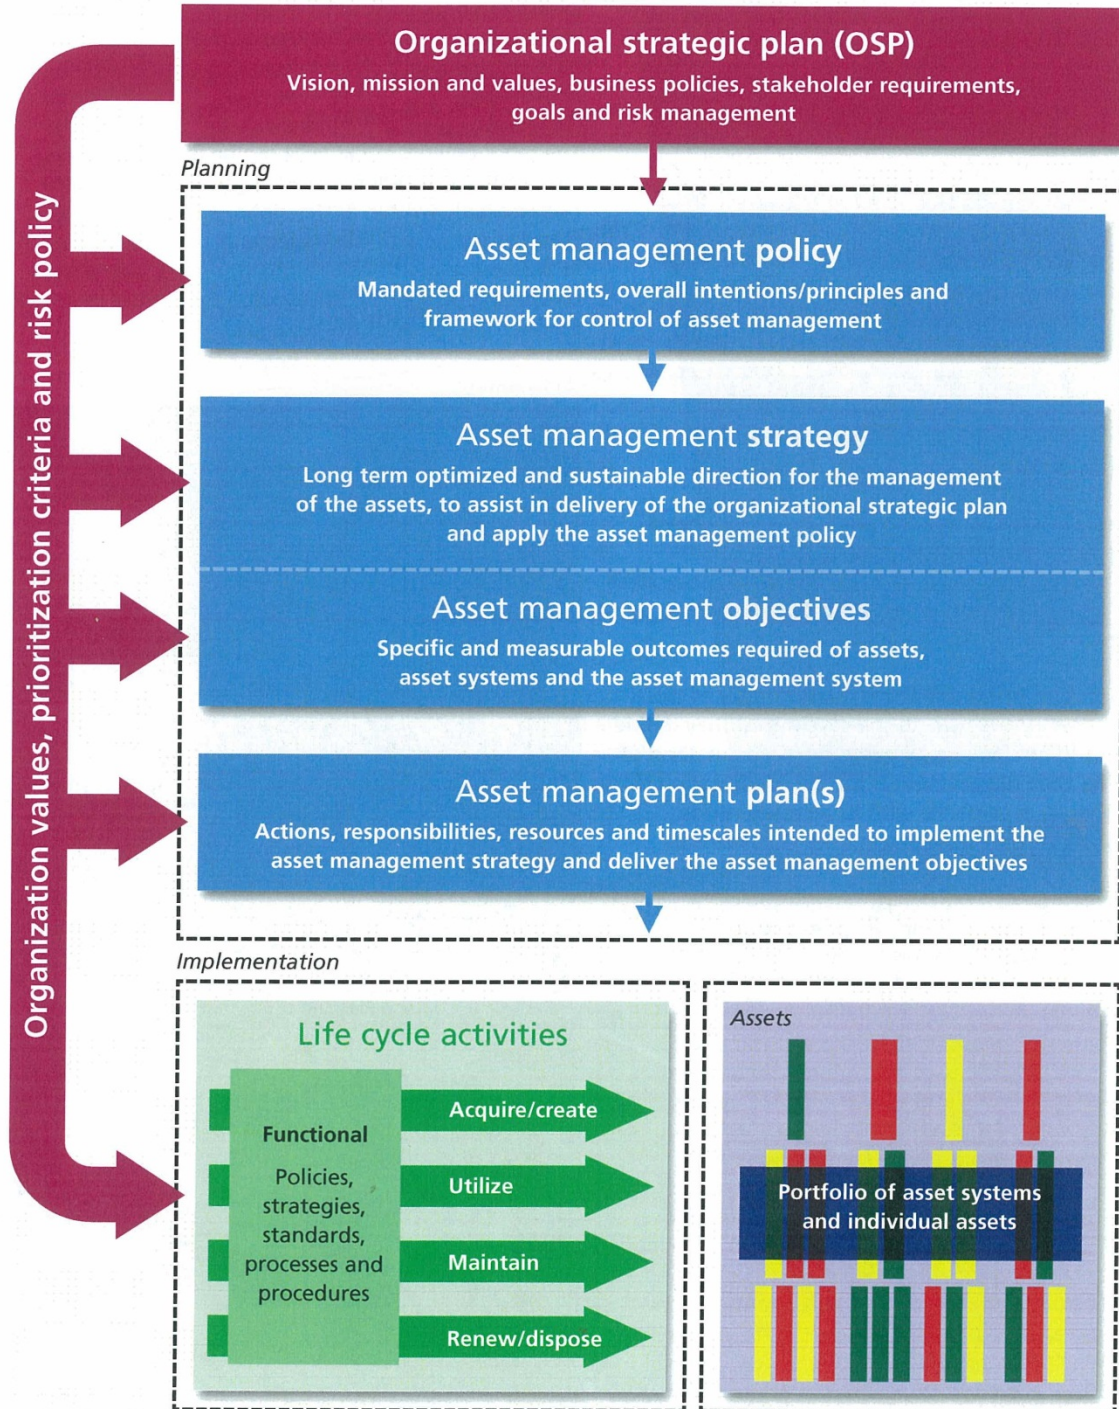 Organizational strategic plan (OSP)
Vision, mission and values, business policies, stakeholder requirements,
goals and risk management
Organization values, prioritization criteria and risk policy
Planning
Asset management policy
Mandated requirements, overall intentions/principles and
framework for control of asset management
Asset management strategy
Long term optimized and sustainable direction for the management
of the assets, to assist in delivery of the organizational strategic plan
and apply the asset management policy
Asset management objectives
Specific and measurable outcomes required of assets,
asset systems and the asset management system
Asset management plan(s)
Actions, responsibilities, resources and timescales intended to implement the
asset management strategy and deliver the asset management objectives
Implementation
Life cycle activities
Functional
Policies,
strategies,
standards,
processes and
procedures
Acquire/create
Utilize
Maintain
Renew/dispose
Assets
Portfolio of asset systems
and individual assets